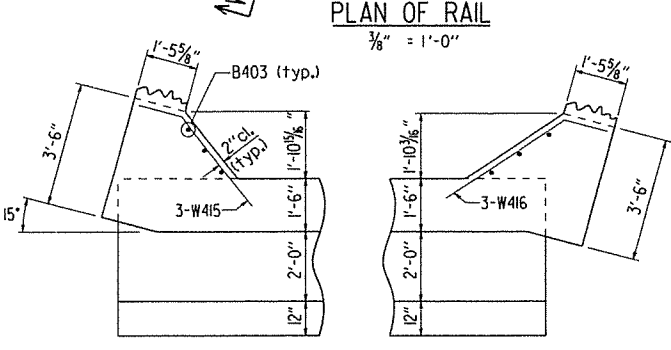 PLAN OF RAIL
3/8" = 1'-0"
1'-5 5/8"
B403 (typ.)
3'-6"
2" cl.
(typ.)
1'-10 15/16"
15°
3-W415
1'-6"
2'-0"
12"
1'-5 5/8"
1'-10 3/16"
3-W416
1'-6"
3'-6"
2'-0"
12"